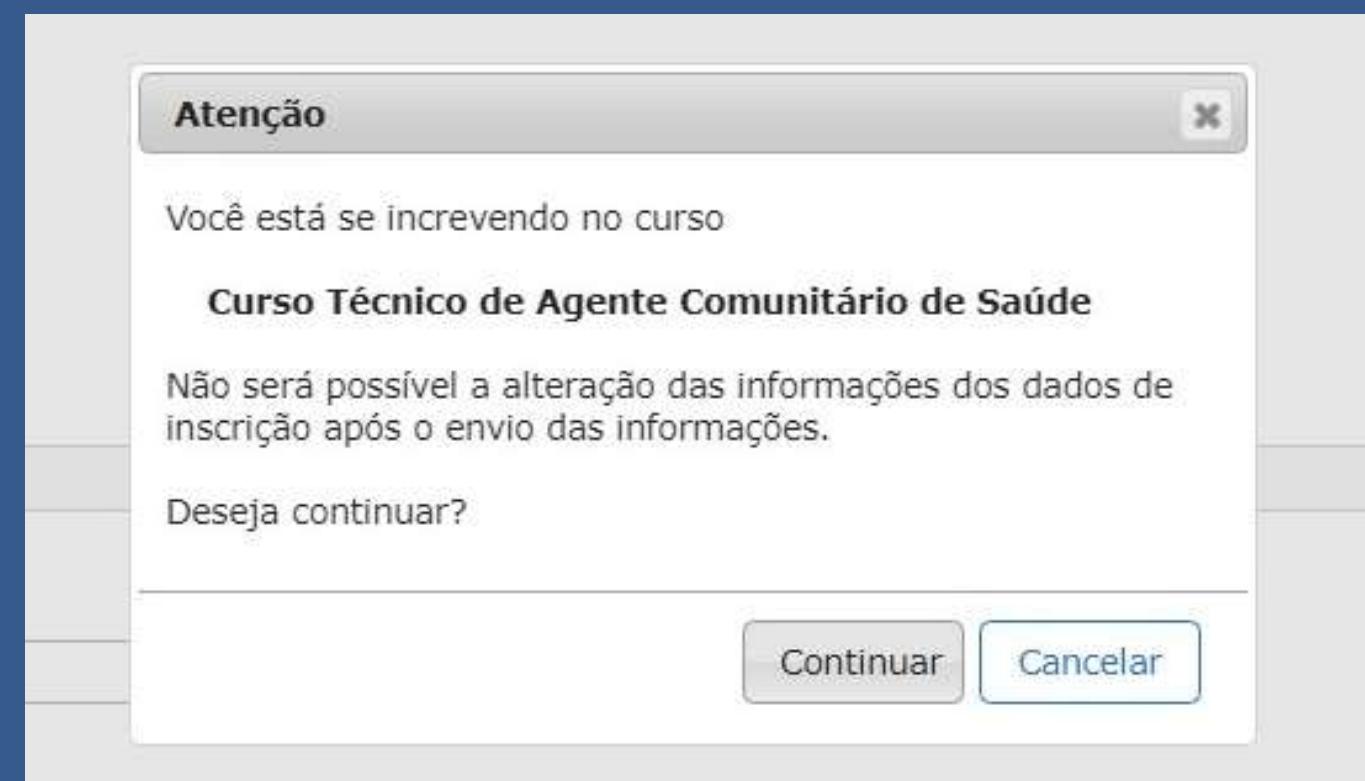 Atenção
Você está se increvendo no curso
Curso Técnico de Agente Comunitário de Saúde
Não será possível a alteração das informações dos dados de
inscrição após o envio das informações.
Deseja continuar?
Continuar
Cancelar